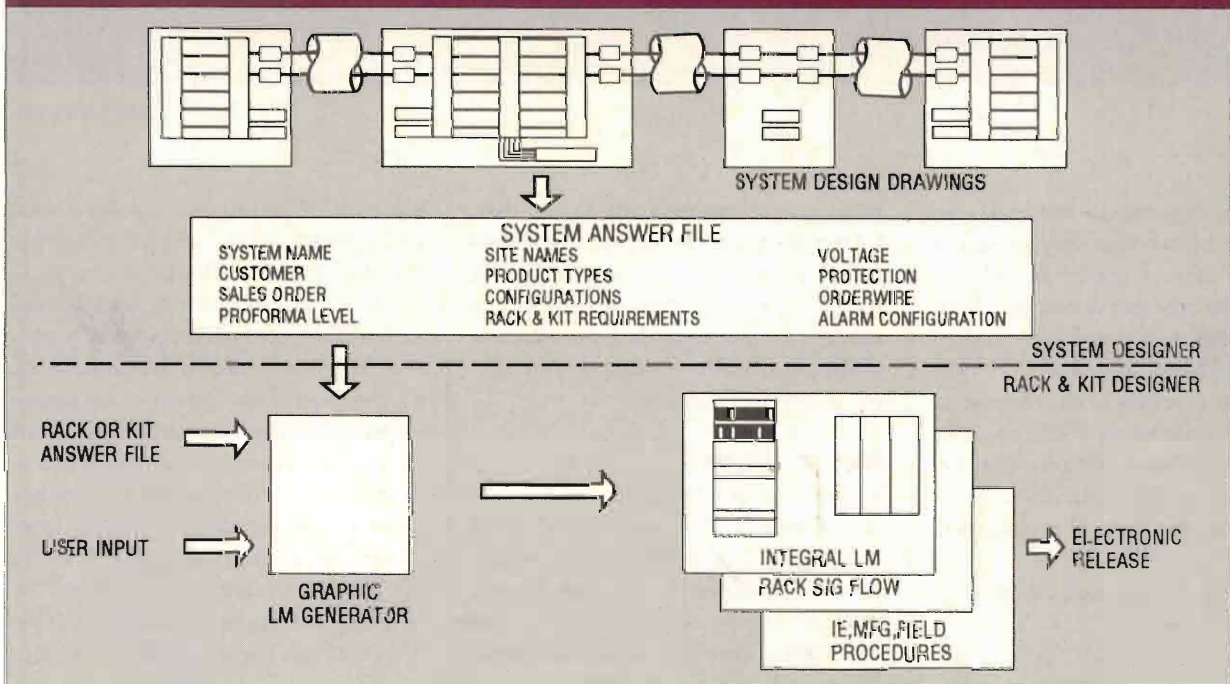 SYSTEM DESIGN DRAWINGS
SYSTEM ANSWER FILE
SYSTEM NAME
CUSTOMER
SALES ORDER
PROFORMA LEVEL
SITE NAMES
PRODUCT TYPES
CONFIGURATIONS
RACK & KIT REQUIREMENTS
VOLTAGE
PROTECTION
ORDERWIRE
ALARM CONFIGURATION
SYSTEM DESIGNER
RACK & KIT DESIGNER
RACK OR KIT
ANSWER FILE
USER INPUT
GRAPHIC
LM GENERATOR
INTEGRAL LM
RACK SIG FLOW
IE,MFG,FIELD
PROCEDURES
ELECTRONIC
RELEASE